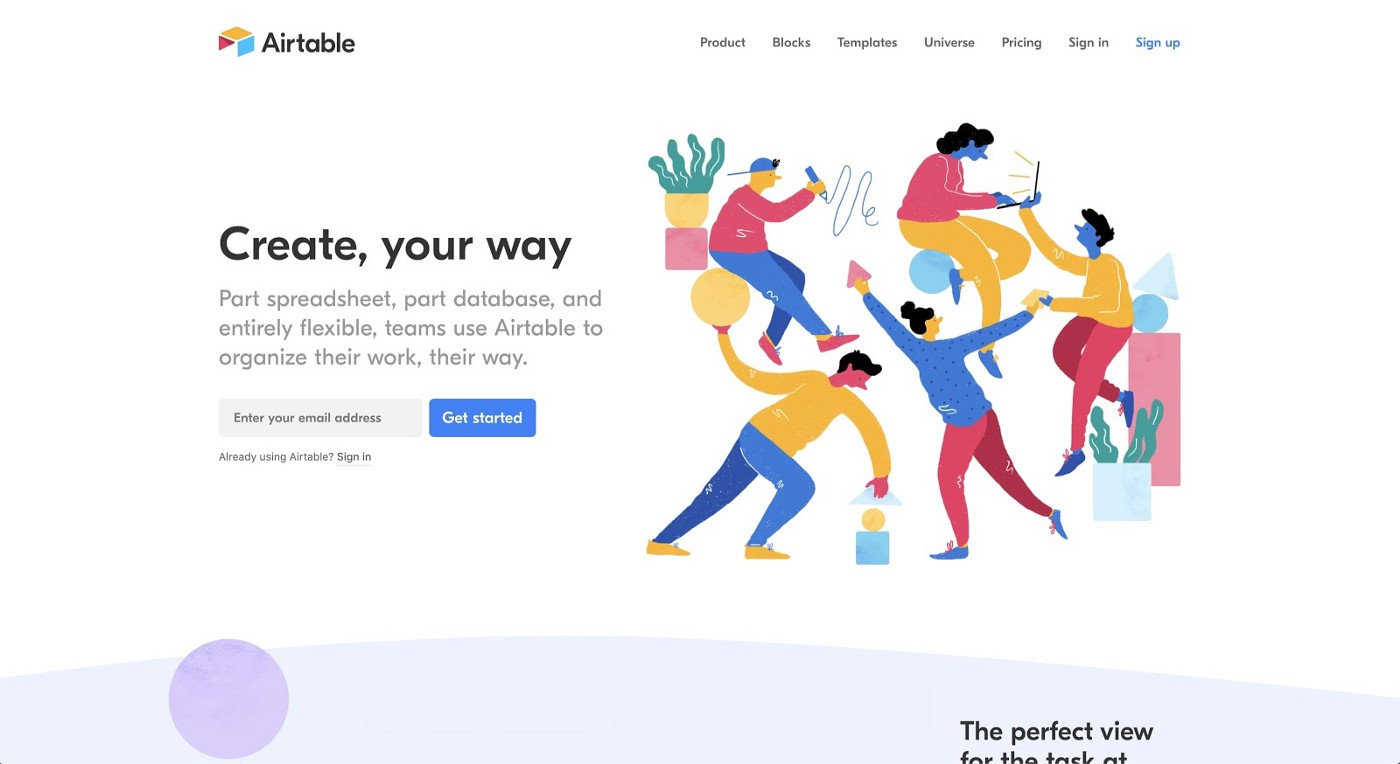 Airtable
Product
Blocks
Templates
Universe
Pricing
Sign in
Sign up
Create, your way
Part spreadsheet, part database, and
entirely flexible, teams use Airtable to
organize their work, their way.
Enter your email address
Get started
Already using Airtable? Sign in
The perfect view
for the task at